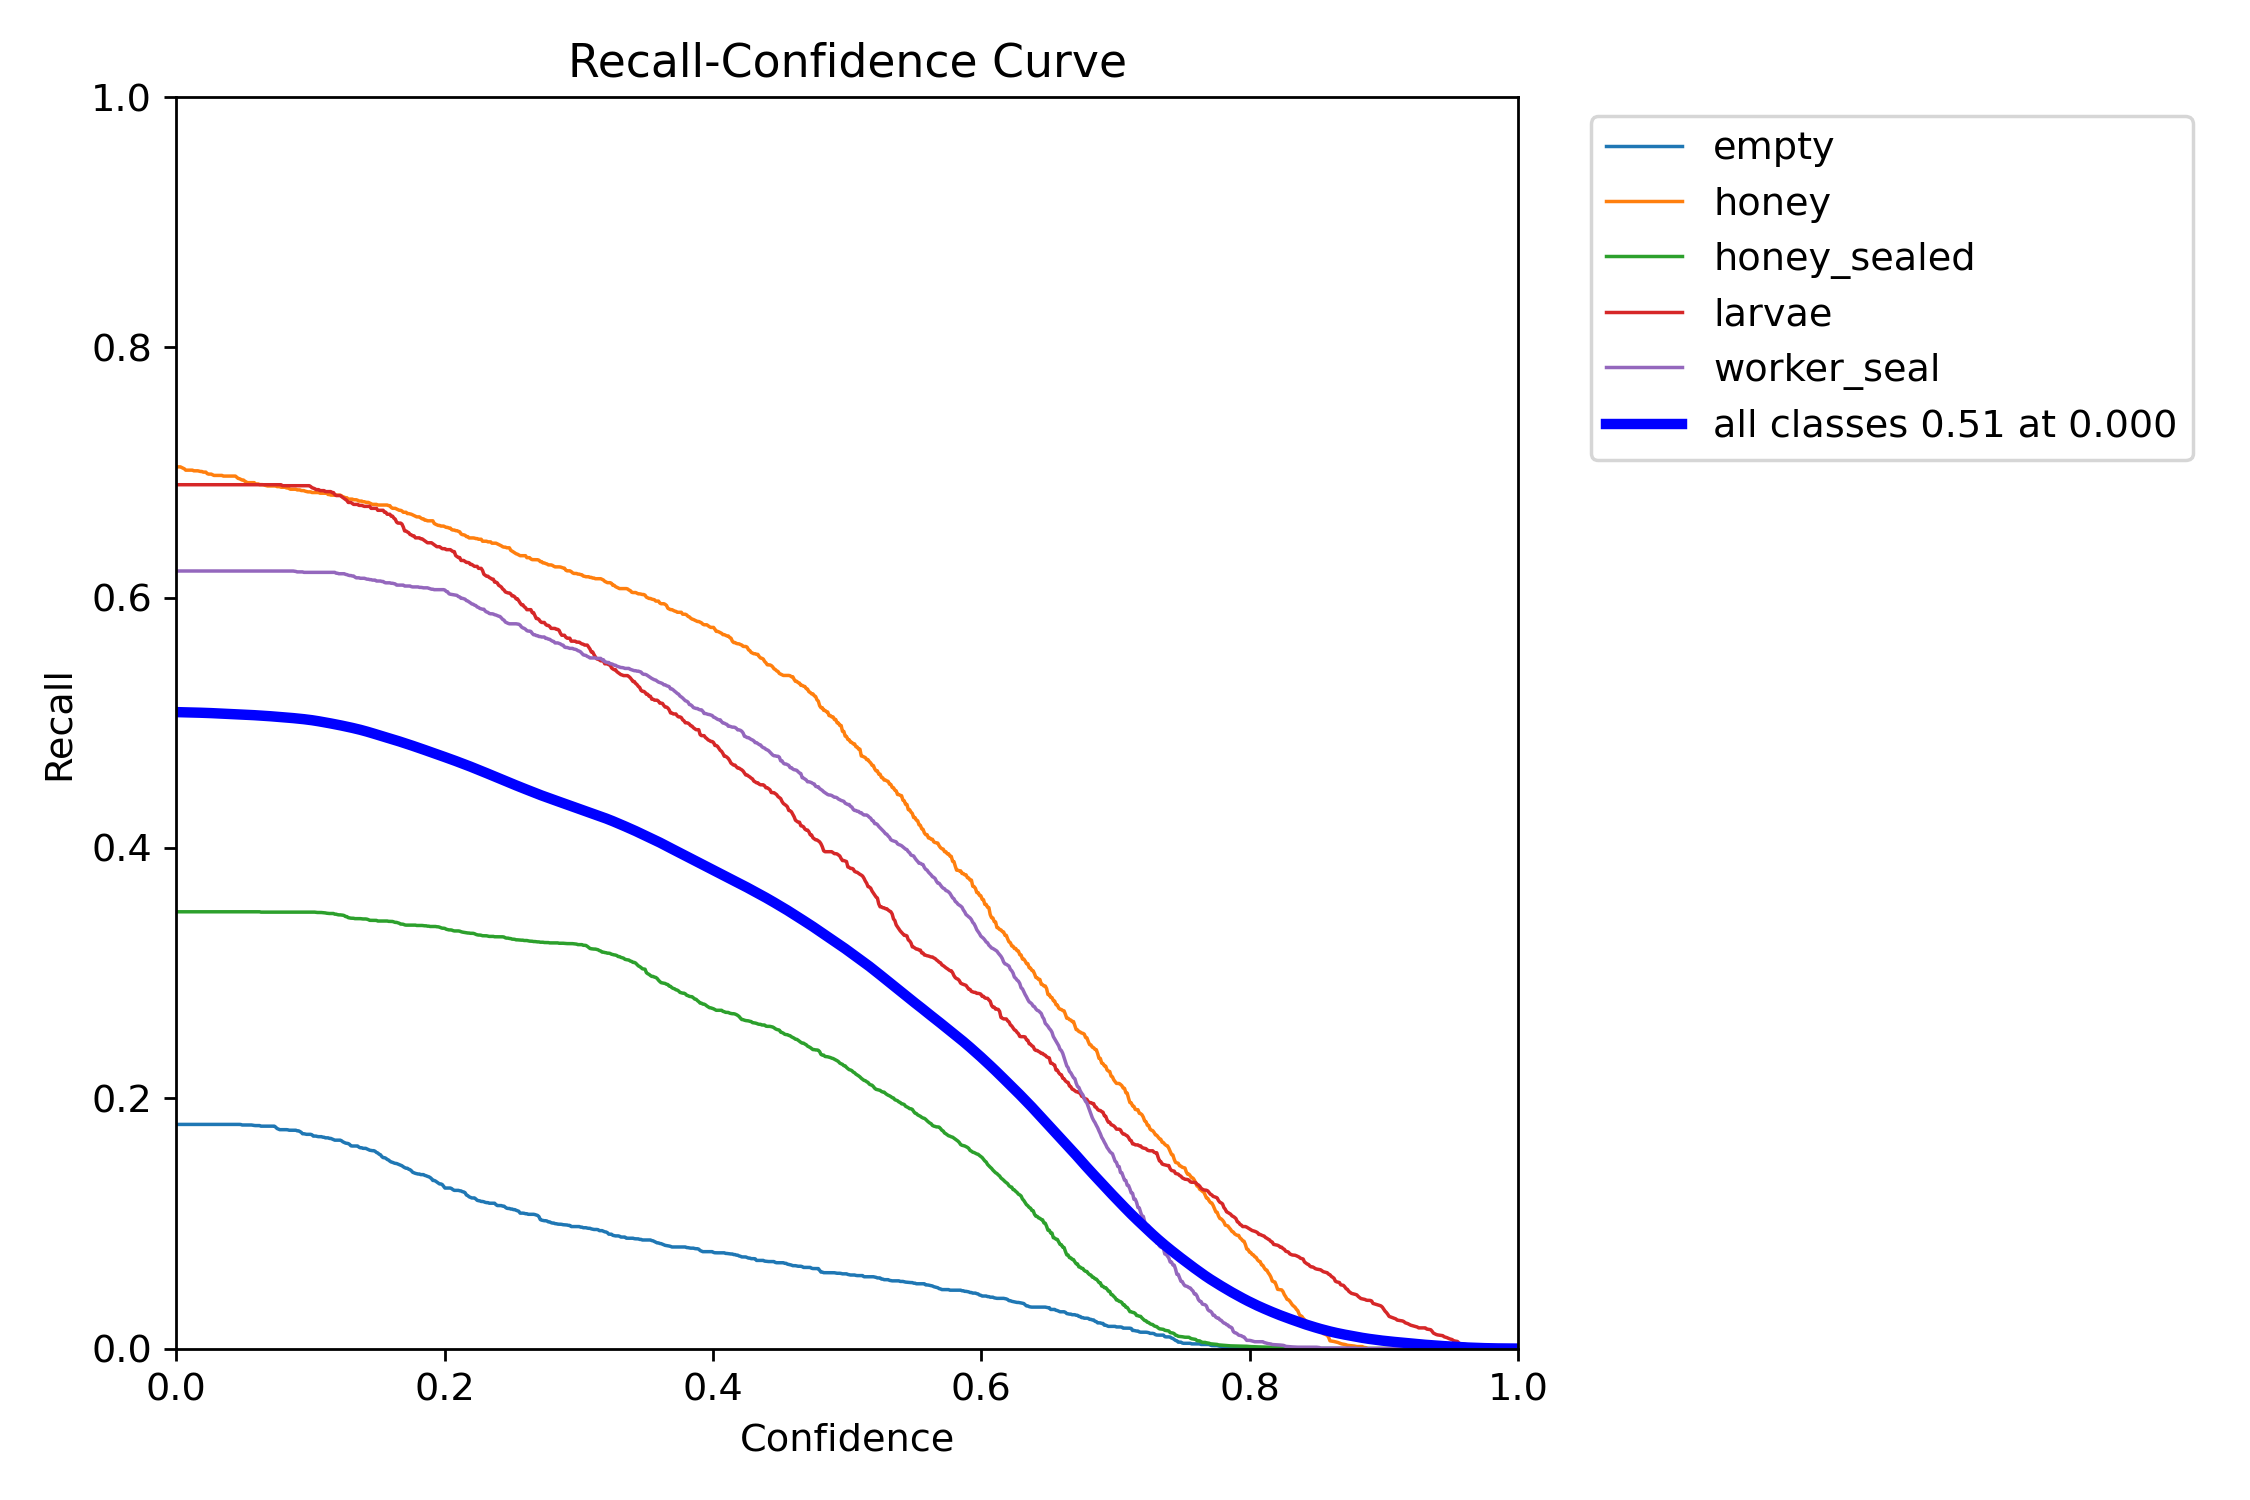 Recall-Confidence Curve
1.0
0.8
0.6
0.4
0.2
0.0
Recall
0.0 0.2 0.4 0.6 0.8 1.0
Confidence
empty
honey
honey_sealed
larvae
worker_seal
all classes 0.51 at 0.000